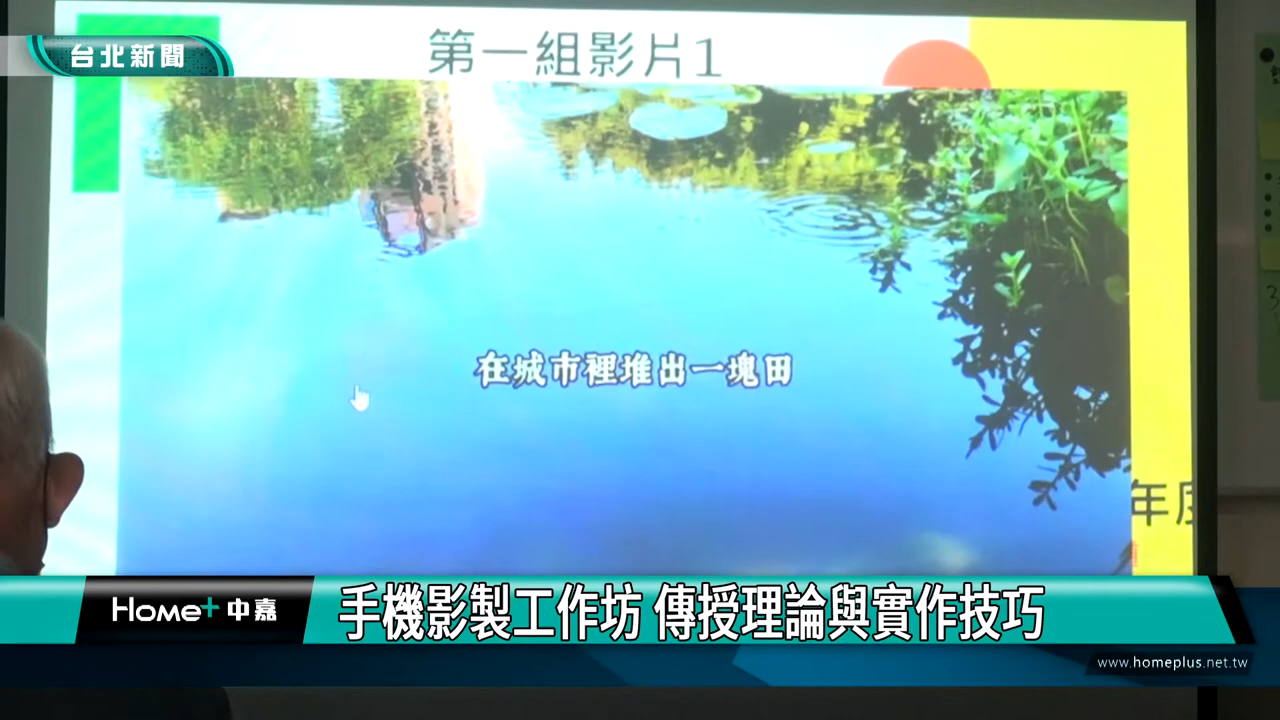 台北新聞
第一組影片1
在城市裡堆出一塊田
年度
Home+中嘉
手機影製工作坊 傳授理論與實作技巧
www.homeplus.net.tw